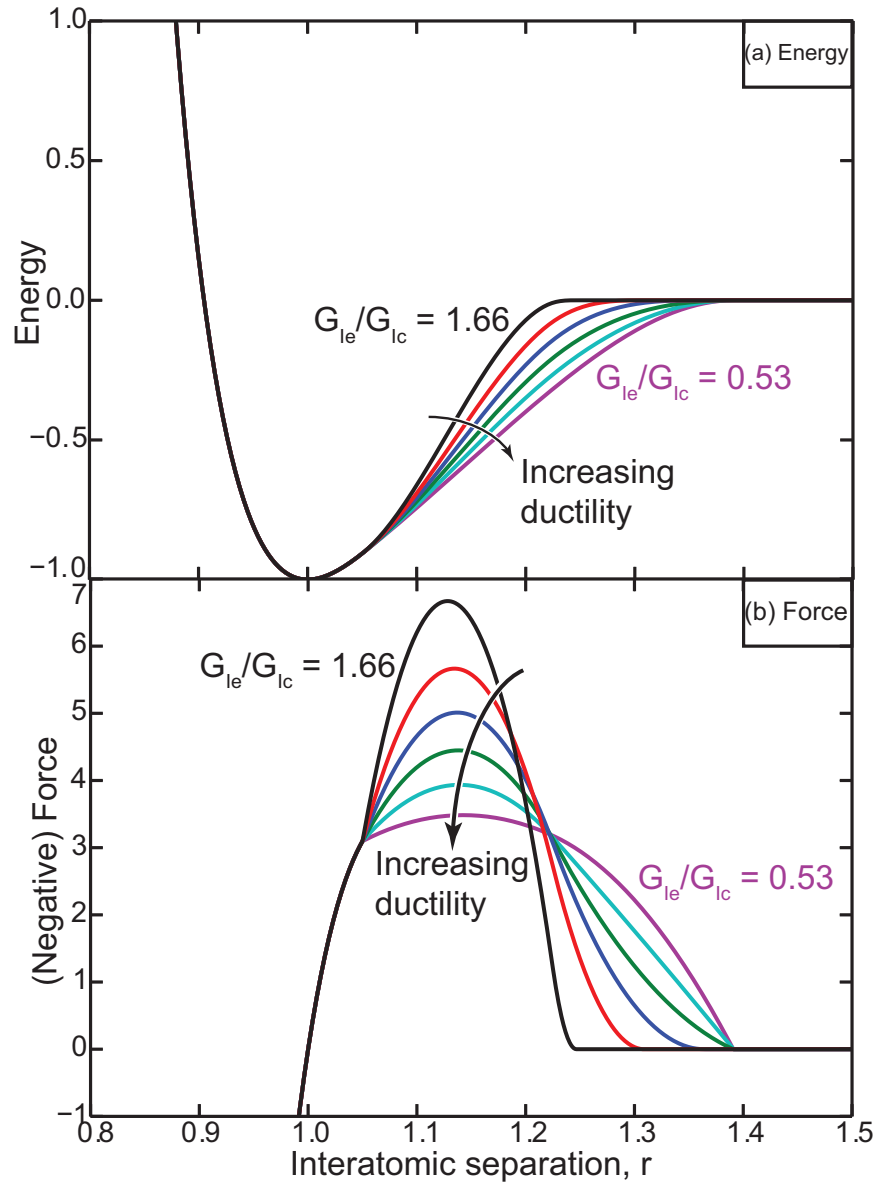 1.0
(a) Energy
0.5
Energy
0.0
G_Ie/G_Ic = 1.66
G_Ie/G_Ic = 0.53
−0.5
Increasing
ductility
−1.0
7
(b) Force
6
G_Ie/G_Ic = 1.66
5
4
(Negative) Force
3
Increasing
ductility
G_Ie/G_Ic = 0.53
2
1
0
−1
0.8 0.9 1.0 1.1 1.2 1.3 1.4 1.5
Interatomic separation, r